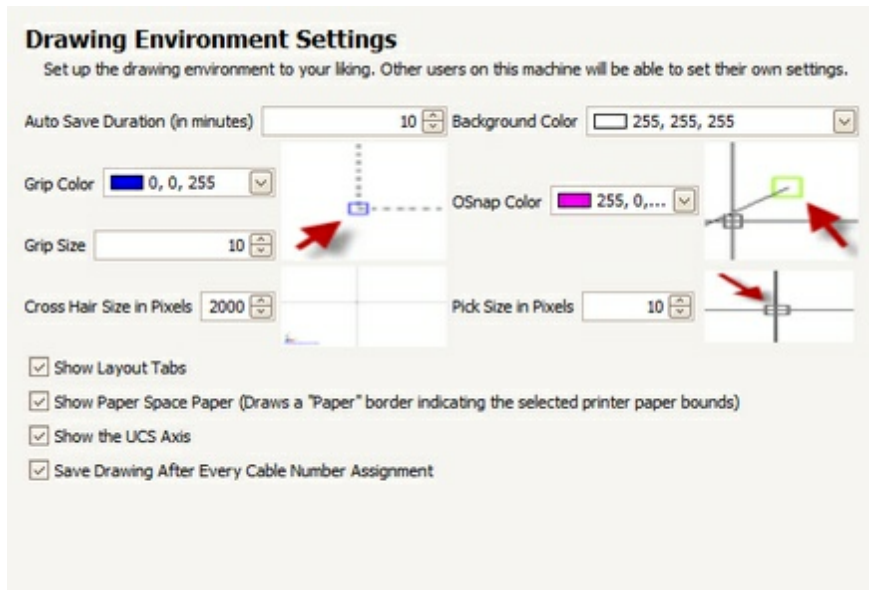 Drawing Environment Settings
Set up the drawing environment to your liking. Other users on this machine will be able to set their own settings.
Auto Save Duration (in minutes) 10 Background Color 255, 255, 255
Grip Color 0, 0, 255
OSnap Color 255, 0,...
Grip Size 10
Cross Hair Size in Pixels 2000 Pick Size in Pixels 10
Show Layout Tabs
Show Paper Space Paper (Draws a "Paper" border indicating the selected printer paper bounds)
Show the UCS Axis
Save Drawing After Every Cable Number Assignment